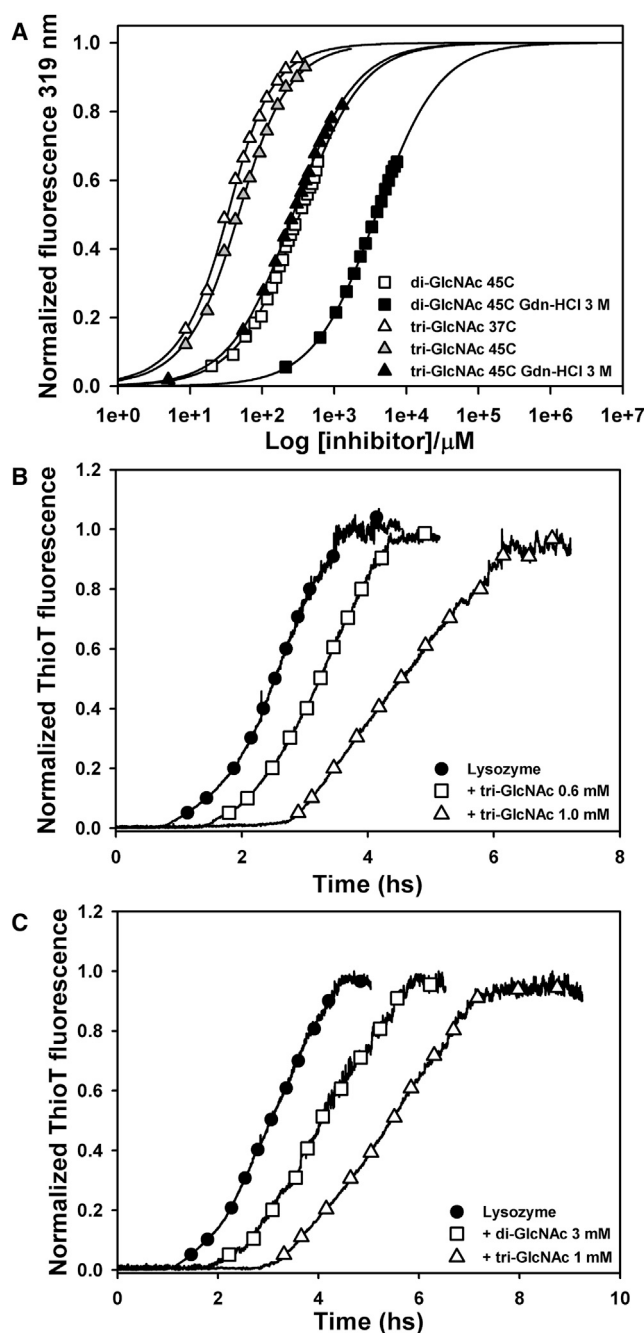 A
Normalized fluorescence 319 nm
1.0
0.8
0.6
0.4
0.2
0.0
di-GlcNAc 45C
di-GlcNAc 45C Gdn-HCl 3 M
tri-GlcNAc 37C
tri-GlcNAc 45C
tri-GlcNAc 45C Gdn-HCl 3 M
1e+0 1e+1 1e+2 1e+3 1e+4 1e+5 1e+6 1e+7
Log [inhibitor]/μM
B
Normalized ThioT fluorescence
1.2
1.0
0.8
0.6
0.4
0.2
0.0
Lysozyme
+ tri-GlcNAc 0.6 mM
+ tri-GlcNAc 1.0 mM
0 2 4 6 8
Time (hs)
C
Normalized ThioT fluorescence
1.2
1.0
0.8
0.6
0.4
0.2
0.0
Lysozyme
+ di-GlcNAc 3 mM
+ tri-GlcNAc 1 mM
0 2 4 6 8 10
Time (hs)